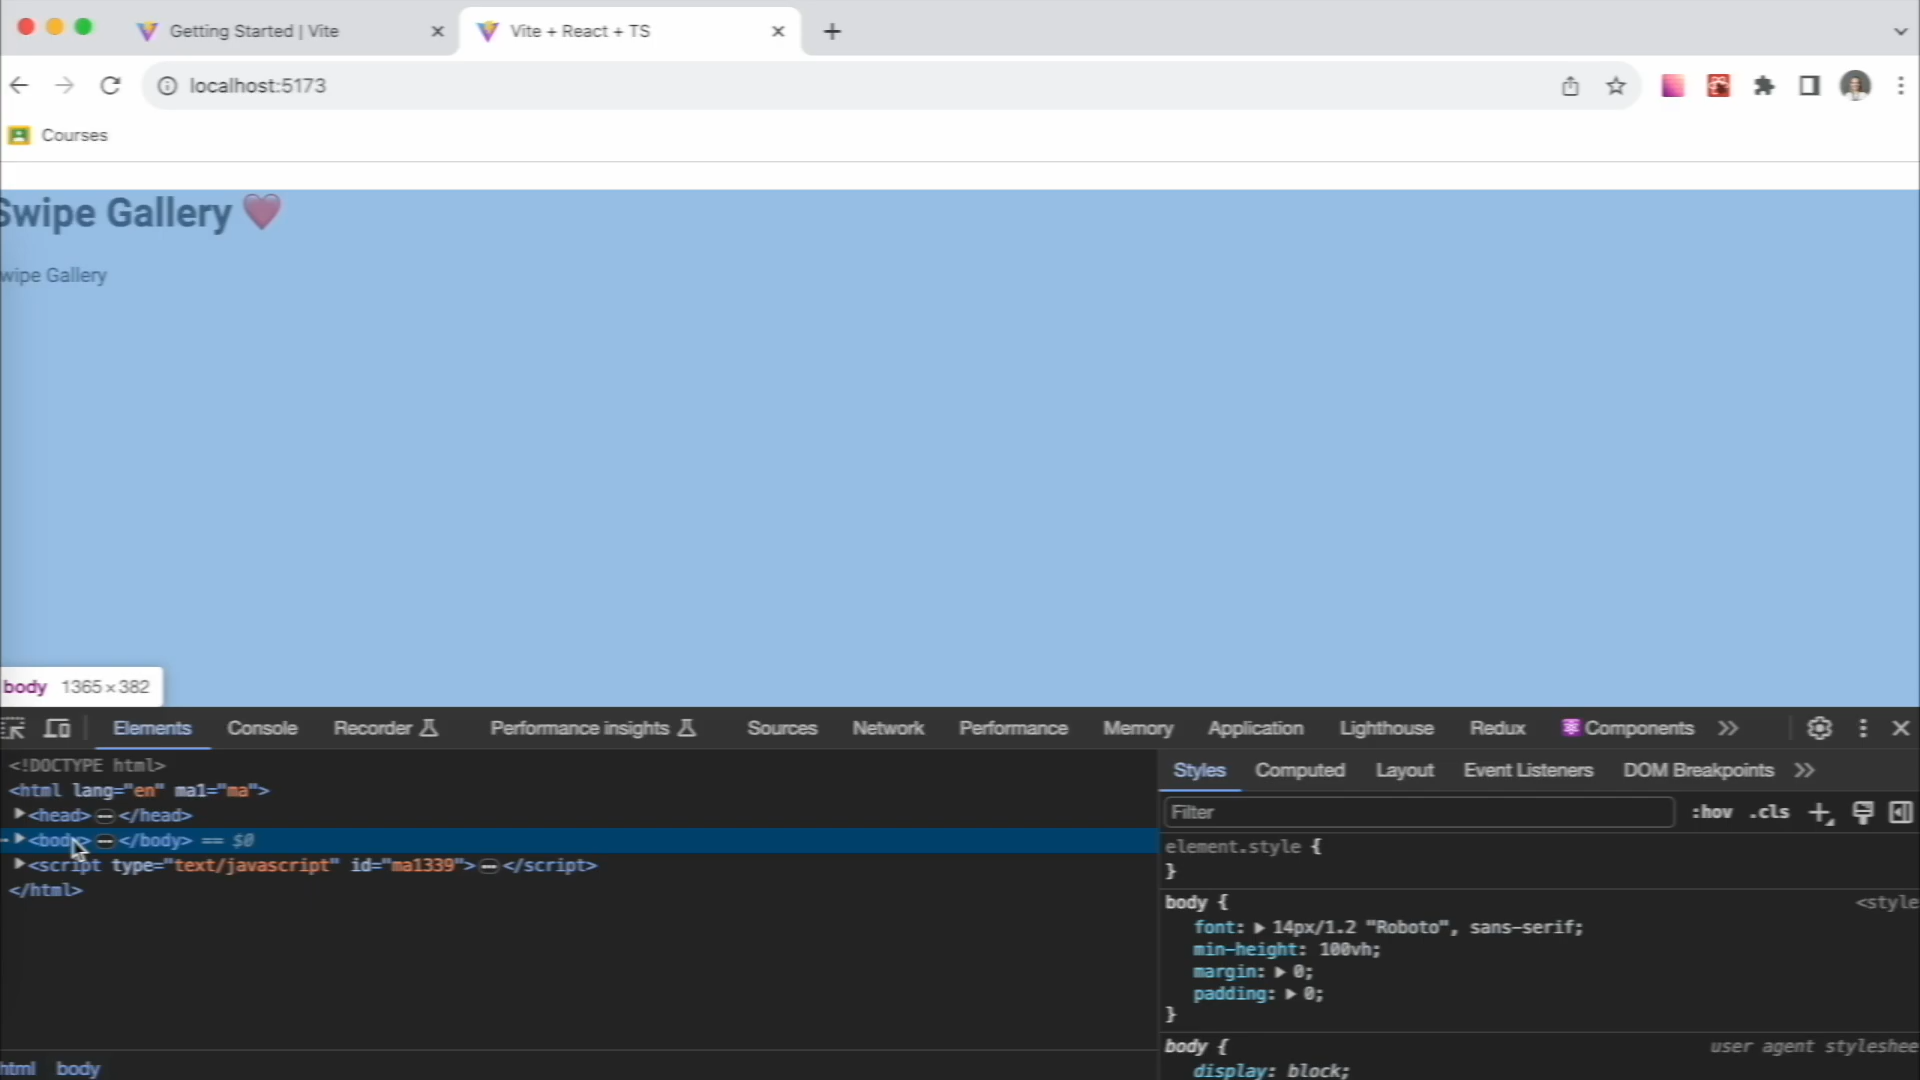 Getting Started | Vite
Vite + React + TS
localhost:5173
Courses
Swipe Gallery ❤️
wipe Gallery
body 1365×382
Elements Console Recorder Performance insights Sources Network Performance Memory Application Lighthouse Redux ⚛️ Components >>
<!DOCTYPE html>
<html lang="en" ma1="ma">
<head> ⋯ </head>
<body> ⋯ </body> == $0
<script type="text/javascript" id="ma1339"> ⋯ </script>
</html>
html body
Styles Computed Layout Event Listeners DOM Breakpoints >>
Filter :hov .cls
element.style {
}
body { <style
font: 14px/1.2 "Roboto", sans-serif;
min-height: 100vh;
margin: 0;
padding: 0;
}
body { user agent styleshee
display: block;